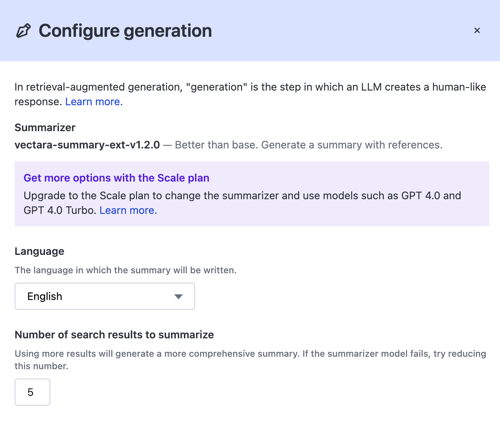 Configure generation
In retrieval-augmented generation, "generation" is the step in which an LLM creates a human-like
response. Learn more.
Summarizer
vectara-summary-ext-v1.2.0 — Better than base. Generate a summary with references.
Get more options with the Scale plan
Upgrade to the Scale plan to change the summarizer and use models such as GPT 4.0 and
GPT 4.0 Turbo. Learn more.
Language
The language in which the summary will be written.
English
Number of search results to summarize
Using more results will generate a more comprehensive summary. If the summarizer model fails, try reducing
this number.
5